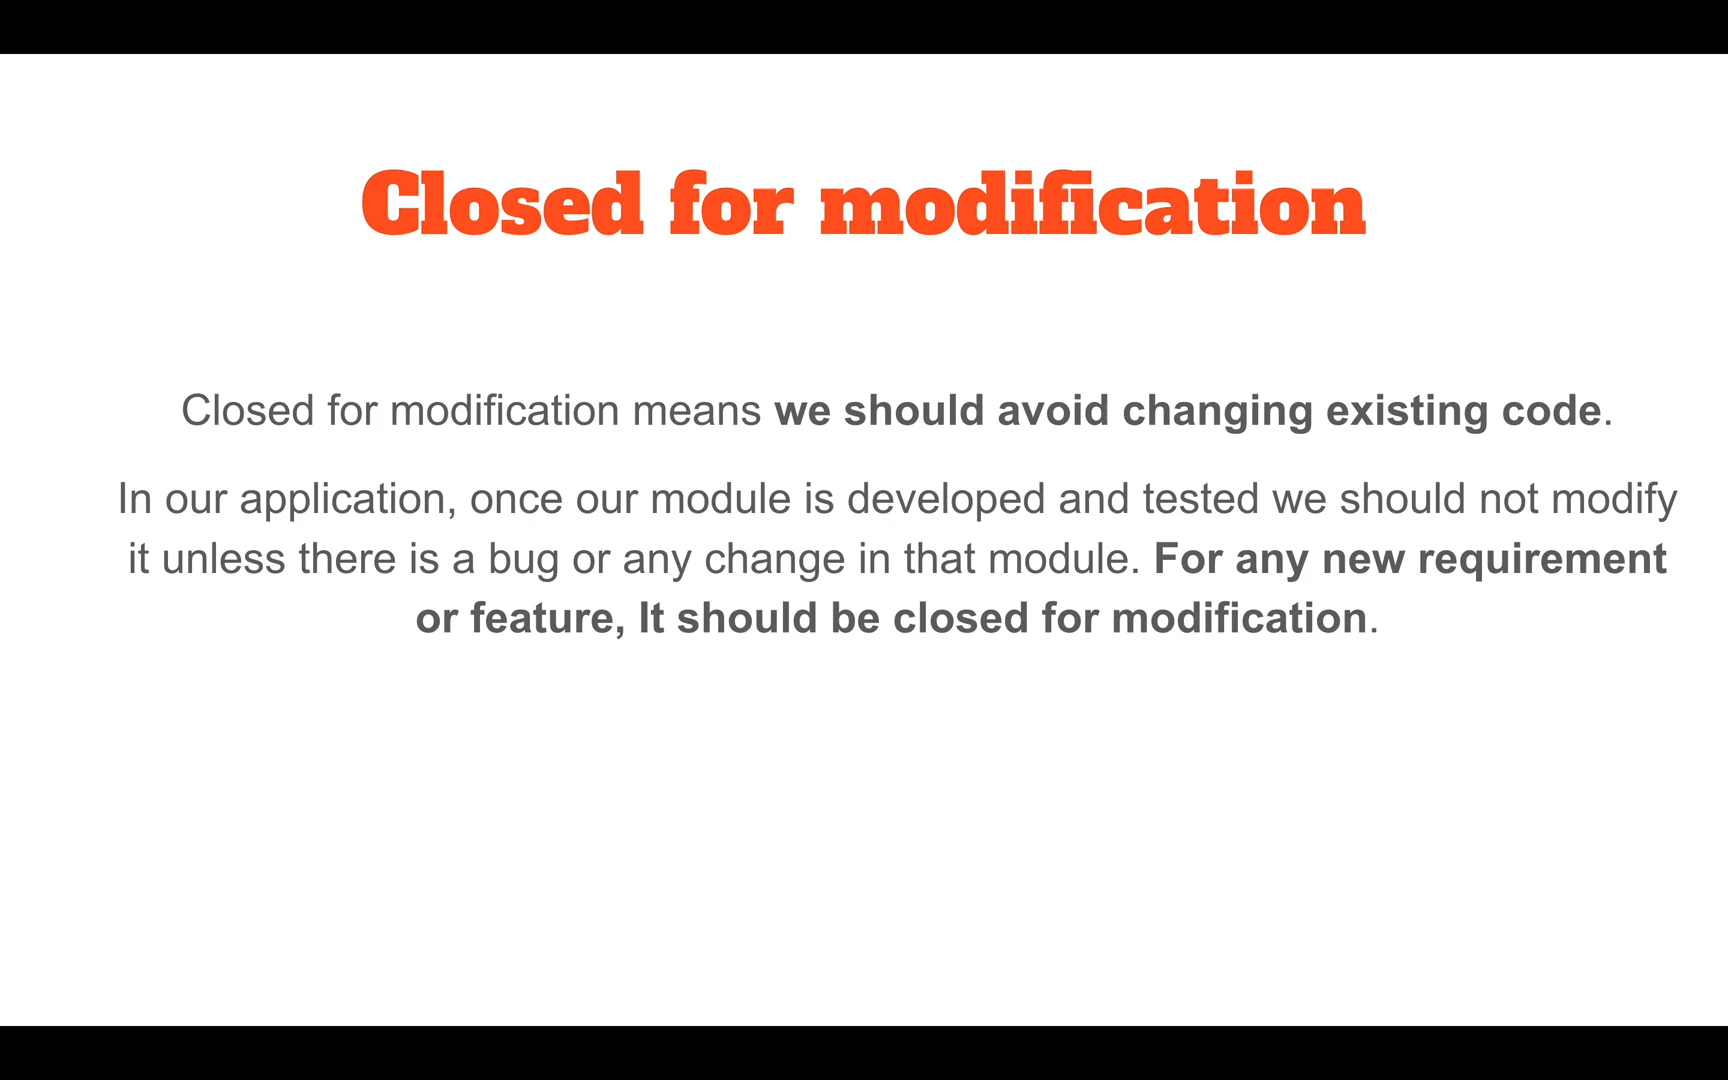 Closed for modification
Closed for modification means we should avoid changing existing code.
In our application, once our module is developed and tested we should not modify
it unless there is a bug or any change in that module. For any new requirement
or feature, It should be closed for modification.